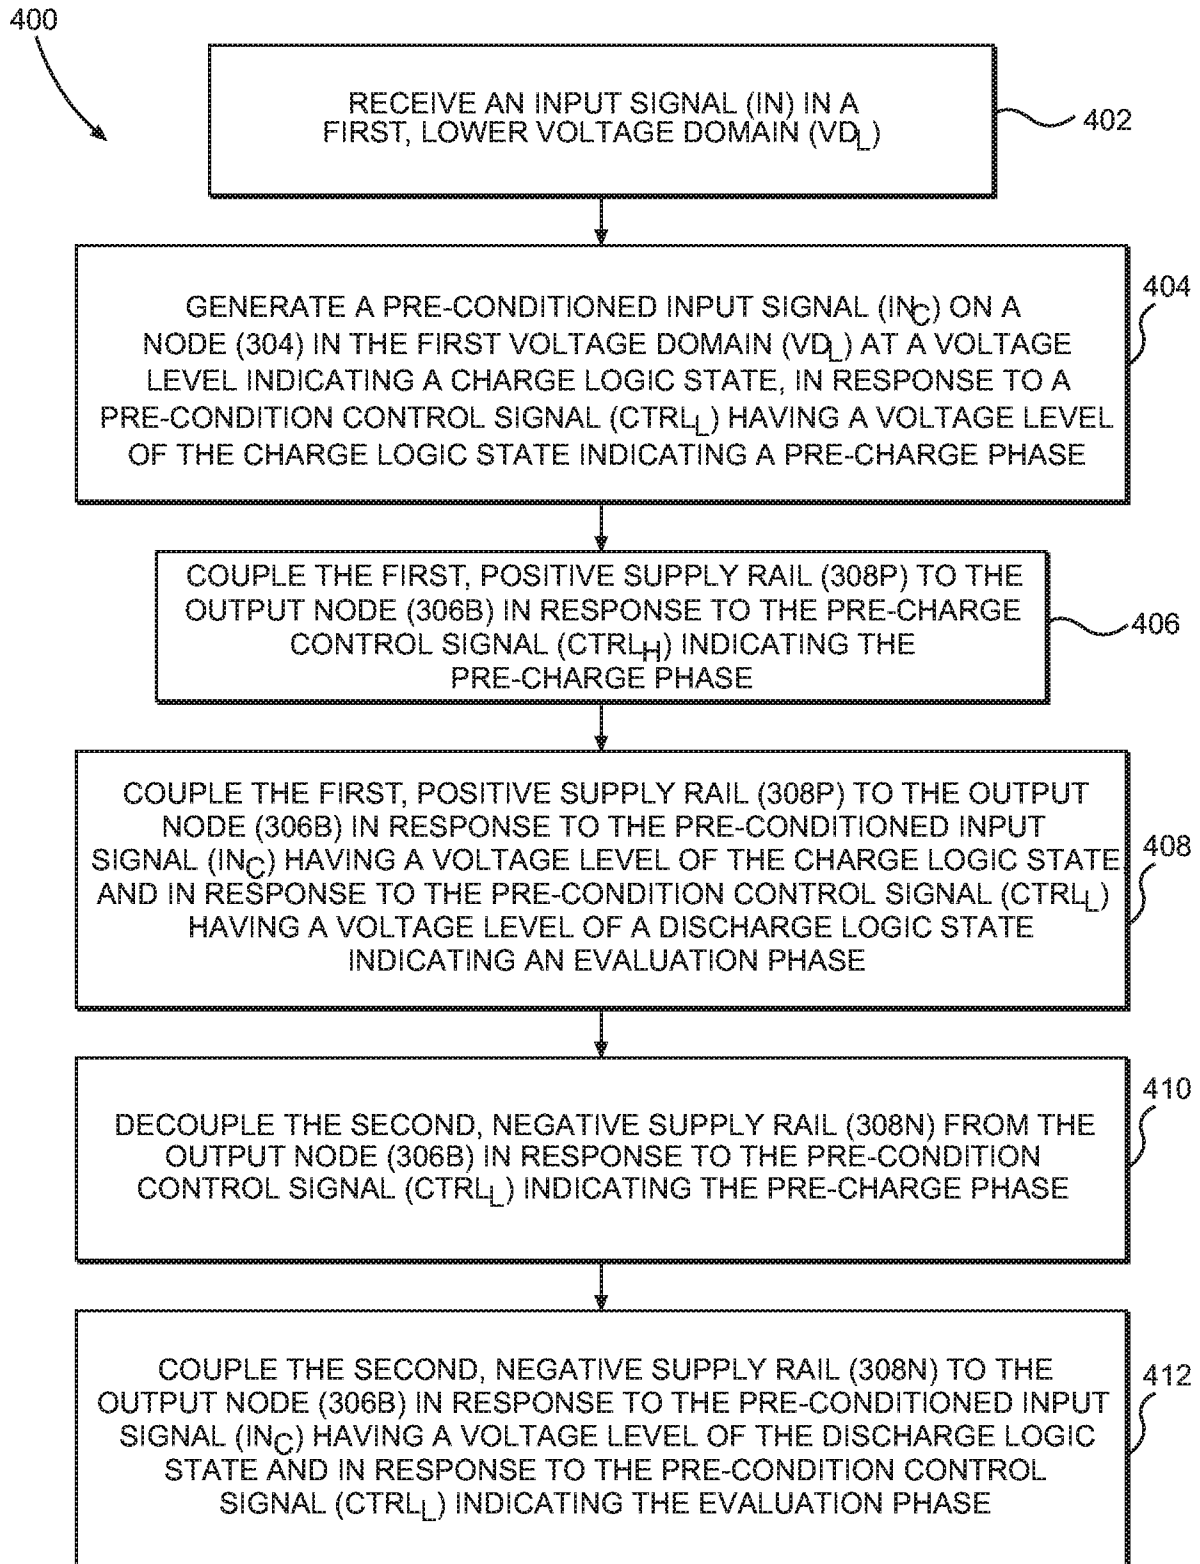 400
RECEIVE AN INPUT SIGNAL (IN) IN A
FIRST, LOWER VOLTAGE DOMAIN (VDL)
402
GENERATE A PRE-CONDITIONED INPUT SIGNAL (INC) ON A
NODE (304) IN THE FIRST VOLTAGE DOMAIN (VDL) AT A VOLTAGE
LEVEL INDICATING A CHARGE LOGIC STATE, IN RESPONSE TO A
PRE-CONDITION CONTROL SIGNAL (CTRLL) HAVING A VOLTAGE LEVEL
OF THE CHARGE LOGIC STATE INDICATING A PRE-CHARGE PHASE
404
COUPLE THE FIRST, POSITIVE SUPPLY RAIL (308P) TO THE
OUTPUT NODE (306B) IN RESPONSE TO THE PRE-CHARGE
CONTROL SIGNAL (CTRLH) INDICATING THE
PRE-CHARGE PHASE
406
COUPLE THE FIRST, POSITIVE SUPPLY RAIL (308P) TO THE OUTPUT
NODE (306B) IN RESPONSE TO THE PRE-CONDITIONED INPUT
SIGNAL (INC) HAVING A VOLTAGE LEVEL OF THE CHARGE LOGIC STATE
AND IN RESPONSE TO THE PRE-CONDITION CONTROL SIGNAL (CTRLL)
HAVING A VOLTAGE LEVEL OF A DISCHARGE LOGIC STATE
INDICATING AN EVALUATION PHASE
408
DECOUPLE THE SECOND, NEGATIVE SUPPLY RAIL (308N) FROM THE
OUTPUT NODE (306B) IN RESPONSE TO THE PRE-CONDITION
CONTROL SIGNAL (CTRLL) INDICATING THE PRE-CHARGE PHASE
410
COUPLE THE SECOND, NEGATIVE SUPPLY RAIL (308N) TO THE
OUTPUT NODE (306B) IN RESPONSE TO THE PRE-CONDITIONED INPUT
SIGNAL (INC) HAVING A VOLTAGE LEVEL OF THE DISCHARGE LOGIC
STATE AND IN RESPONSE TO THE PRE-CONDITION CONTROL
SIGNAL (CTRLL) INDICATING THE EVALUATION PHASE
412